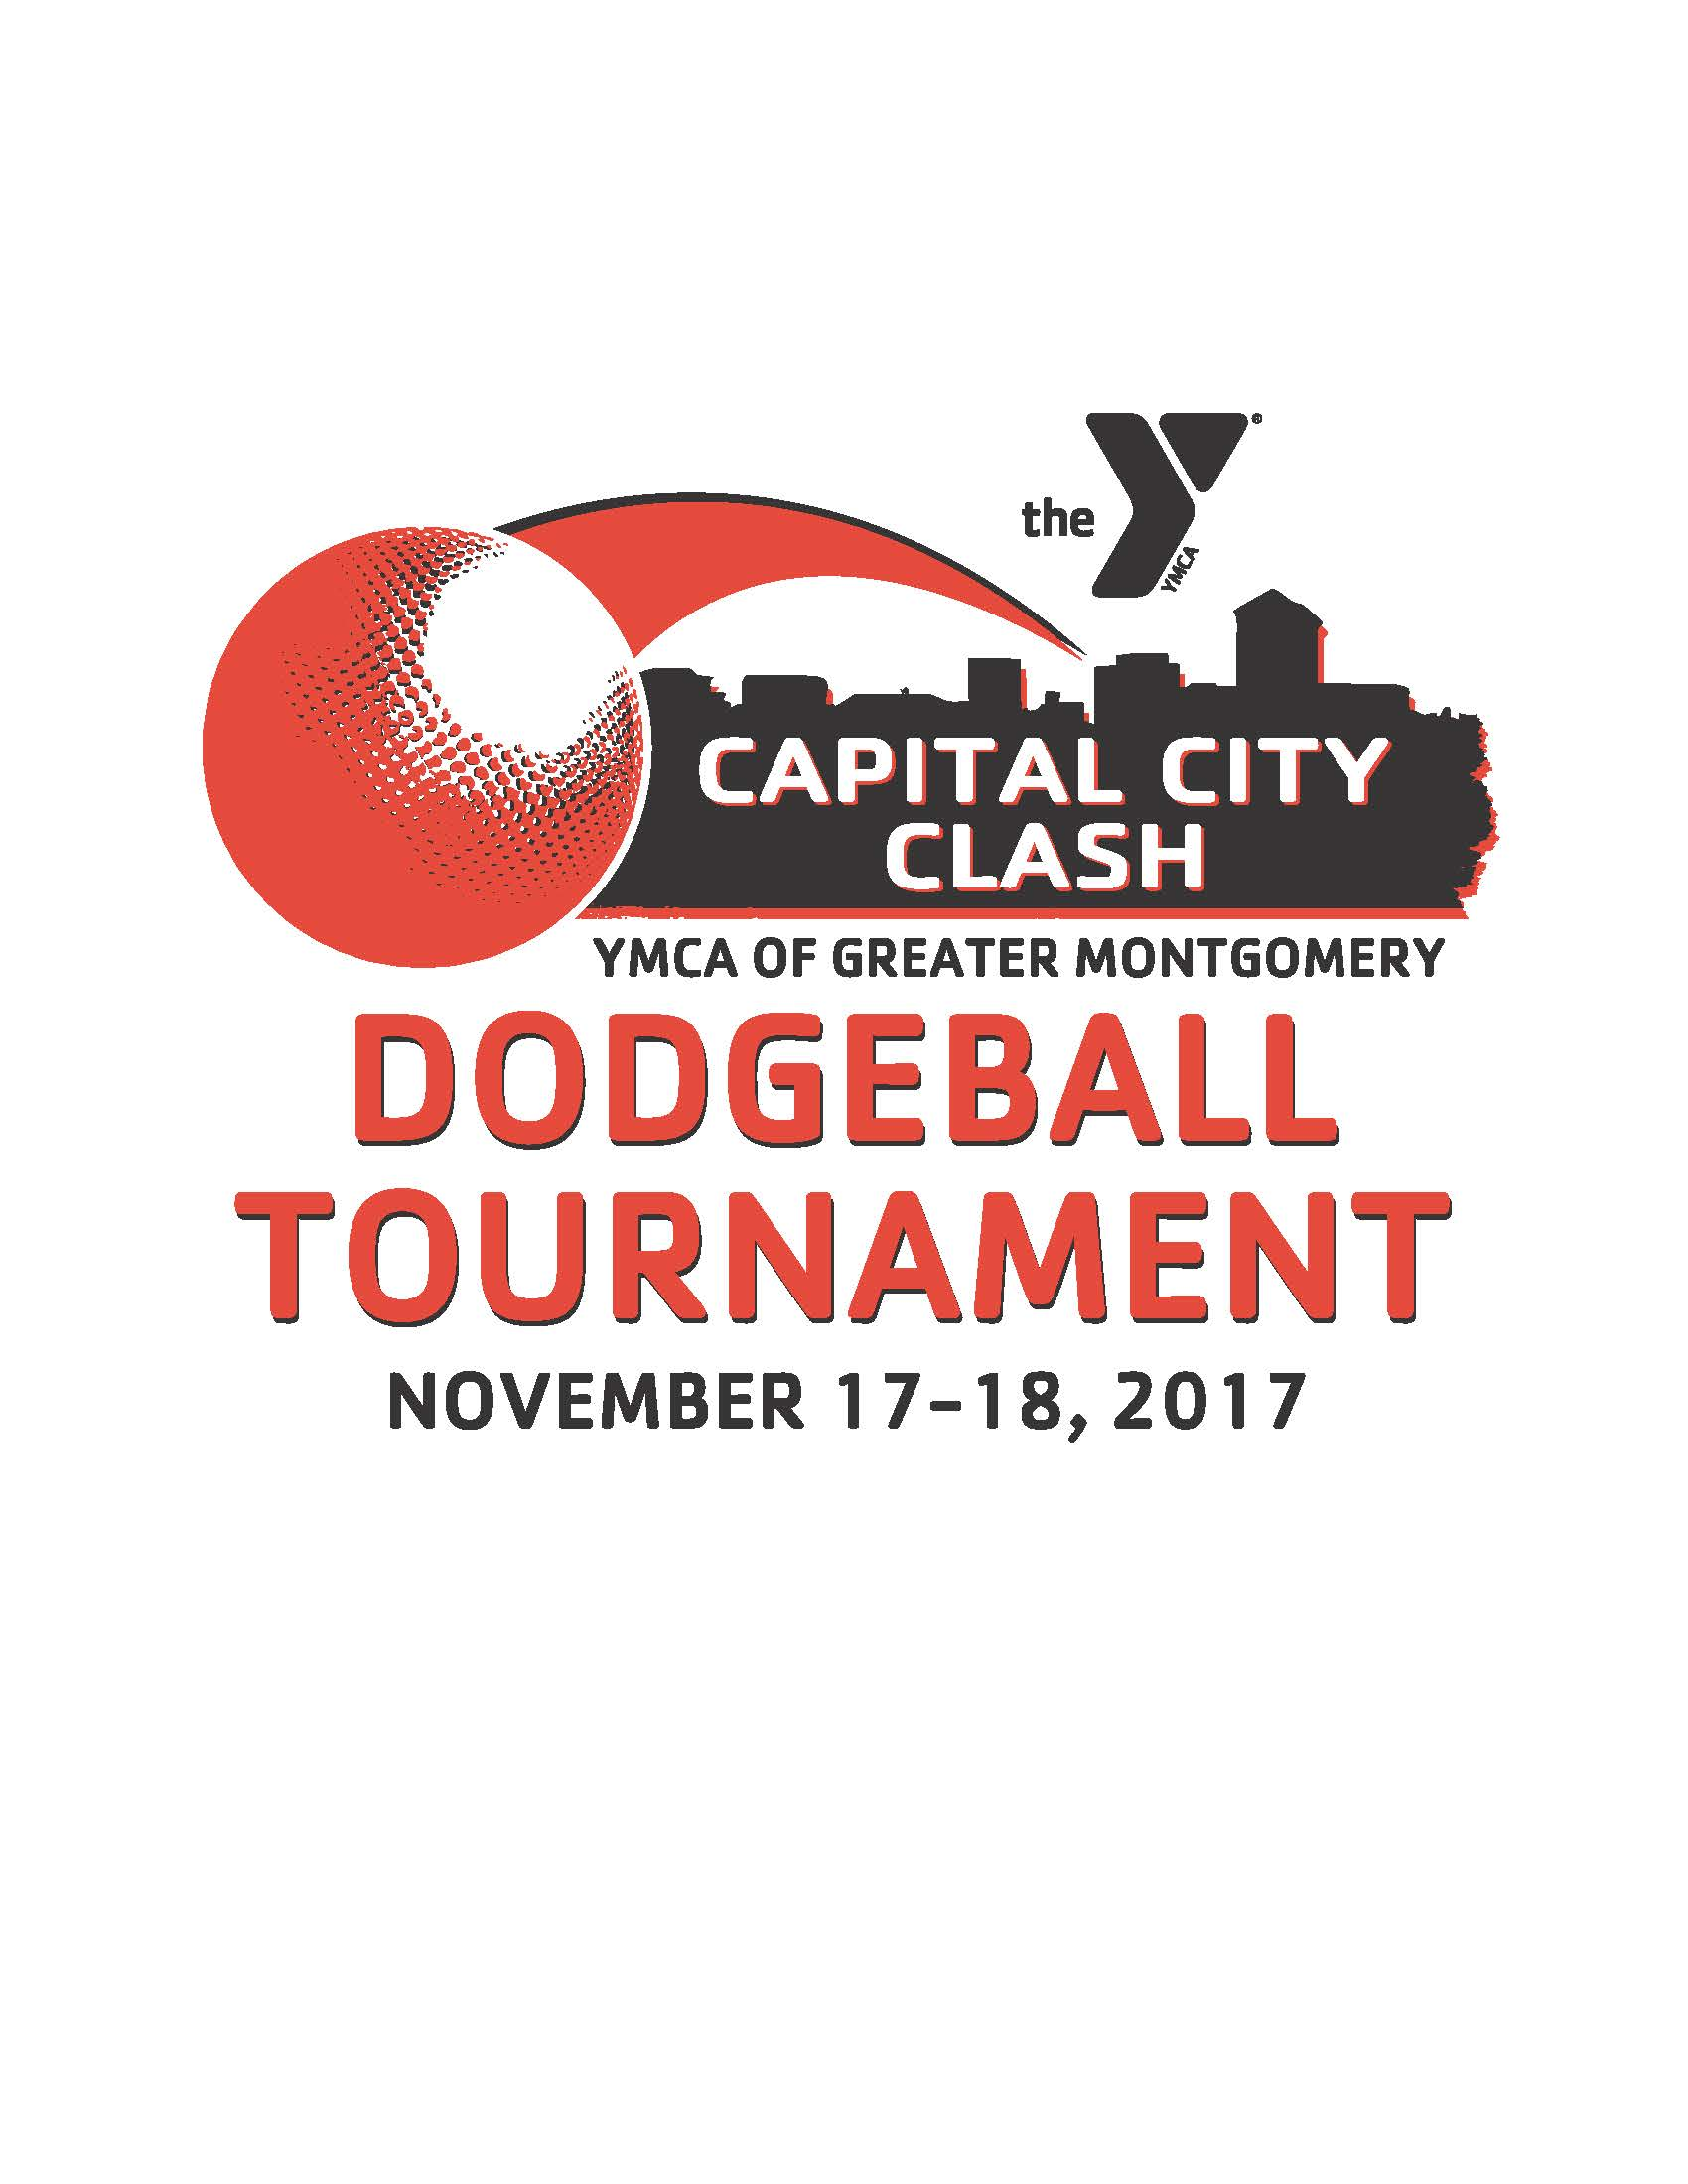 the
YMCA
®
CAPITAL CITY
CLASH
YMCA OF GREATER MONTGOMERY
DODGEBALL
TOURNAMENT
NOVEMBER 17-18, 2017